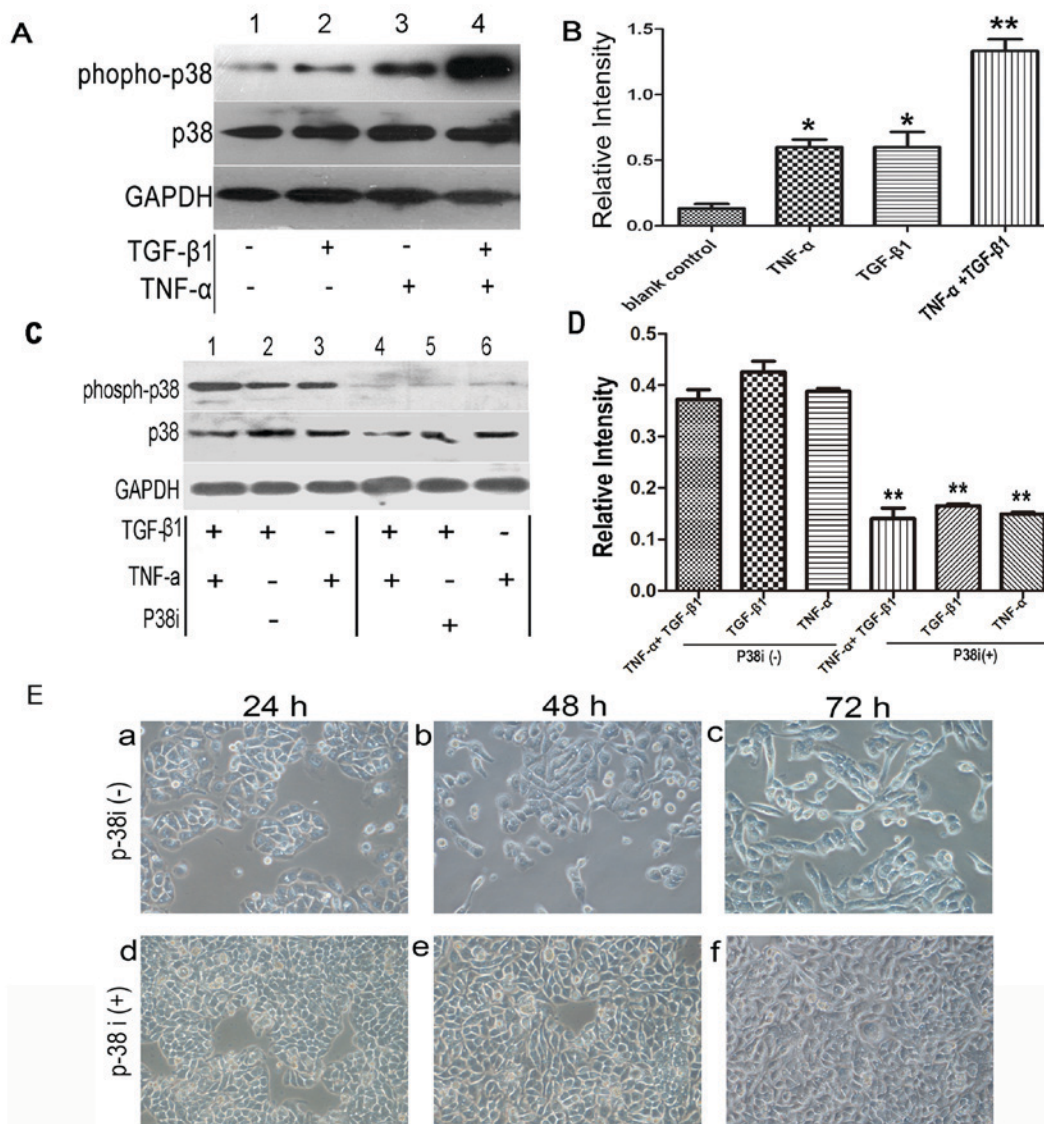 A
1 2 3 4
phopho-p38
p38
GAPDH
TGF-β1 - + - +
TNF-α - - + +
B
Relative Intensity
1.5
1.0
0.5
0.0
* * **
blank control
TNF-α
TGF-β1
TNF-α +TGF-β1
C
1 2 3 4 5 6
phosph-p38
p38
GAPDH
TGF-β1 + + - + + -
TNF-a + - + + - +
P38i - +
D
Relative Intensity
0.5
0.4
0.3
0.2
0.1
0.0
** ** **
TNF-α+ TGF-β1
TGF-β1
TNF-α
TNF-α+ TGF-β1
TGF-β1
TNF-α
P38i (-) P38i(+)
E
24 h 48 h 72 h
p-38i (-)
a b c
p-38 i (+)
d e f